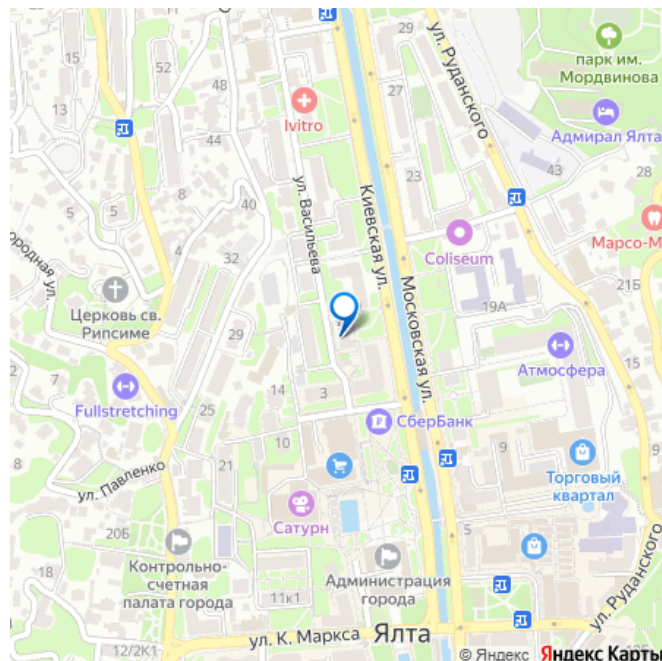 29
ул. Руданского
парк им.
Мордвинова
52
13
15
48
Ivitro
27
Адмирал Ялта
44
8
43
28
5
5
4
40
ул. Васильева
Киевская ул.
23
Coliseum
Марсо-М
ородная ул.
32
Церковь св.
Рипсиме
Московская ул.
21Б
19А
29
Атмосфера
Fullstretching
25
14
3
СберБанк
10
9
21
ул. Павленко
Торговый
квартал
20Б
Сатурн
5
18
Контрольно-
счетная
палата города
11к1
Администрация
города
ул. Руданского
12/2К1
ул. К. Маркса
Ялта
© Яндекс Яндекс Карты